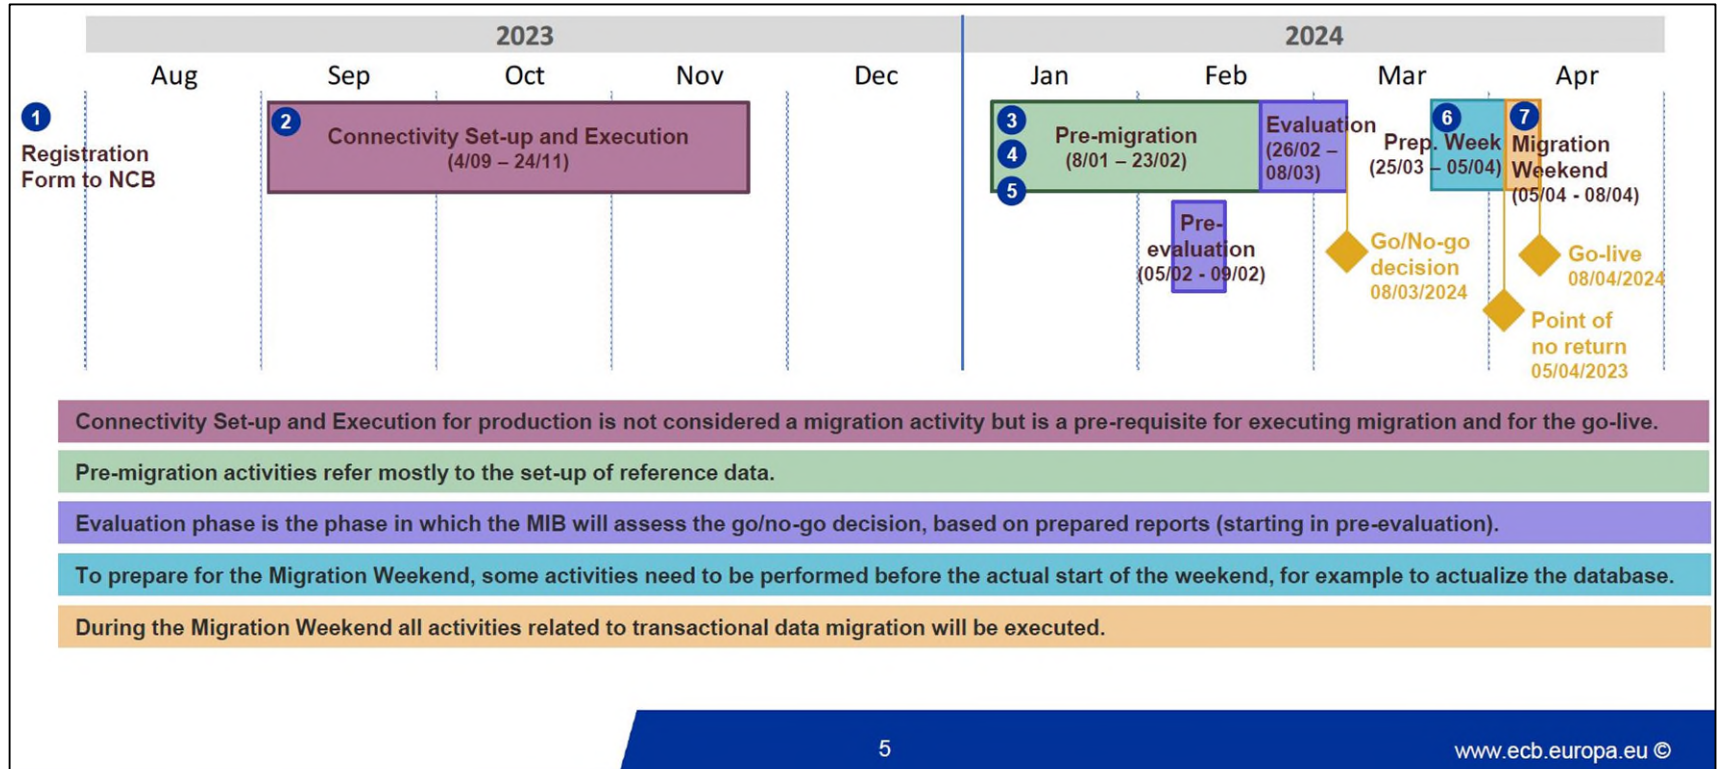 2023
2024
Aug
Sep
Oct
Nov
Dec
Jan
Feb
Mar
Apr
1
Registration
Form to NCB
2
Connectivity Set-up and Execution
(4/09 – 24/11)
3
4
5
Pre-migration
(8/01 – 23/02)
Evaluation
(26/02 –
08/03)
6
Prep. Week
(25/03 – 05/04)
7
Migration
Weekend
(05/04 - 08/04)
Pre-
evaluation
(05/02 - 09/02)
Go/No-go
decision
08/03/2024
Go-live
08/04/2024
Point of
no return
05/04/2023
Connectivity Set-up and Execution for production is not considered a migration activity but is a pre-requisite for executing migration and for the go-live.
Pre-migration activities refer mostly to the set-up of reference data.
Evaluation phase is the phase in which the MIB will assess the go/no-go decision, based on prepared reports (starting in pre-evaluation).
To prepare for the Migration Weekend, some activities need to be performed before the actual start of the weekend, for example to actualize the database.
During the Migration Weekend all activities related to transactional data migration will be executed.
5
www.ecb.europa.eu ©